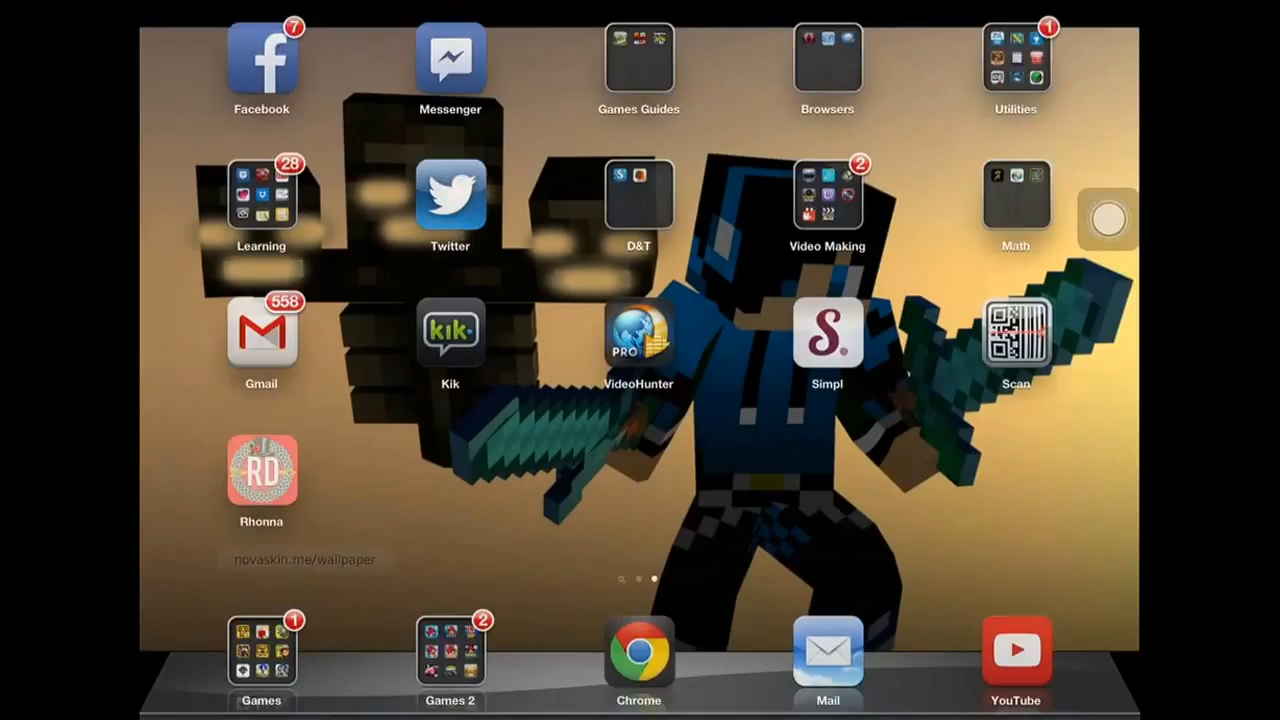 7
1
Facebook
Messenger
Games Guides
Browsers
Utilities
28
2
Learning
Twitter
D&T
Video Making
Math
558
kik
PRO
S.
Gmail
Kik
VideoHunter
Simpl
Scan
RD
Rhonna
novaskin.me/wallpaper
1
2
Games
Games 2
Chrome
Mail
YouTube